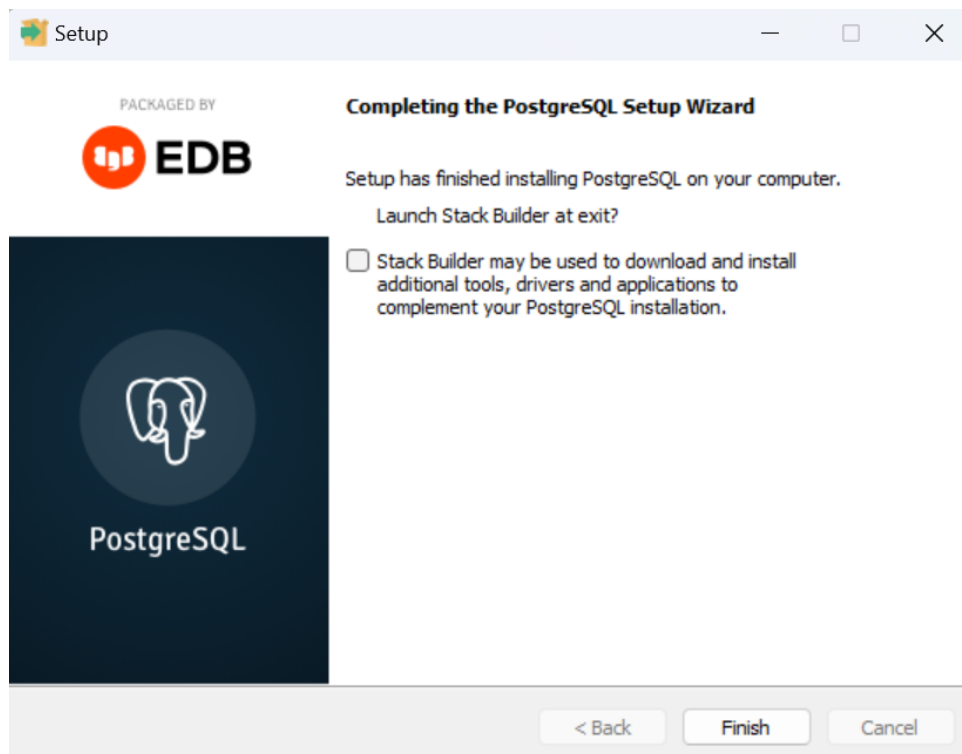 Setup
PACKAGED BY
EDB
PostgreSQL
Completing the PostgreSQL Setup Wizard
Setup has finished installing PostgreSQL on your computer.
Launch Stack Builder at exit?
Stack Builder may be used to download and install
additional tools, drivers and applications to
complement your PostgreSQL installation.
< Back
Finish
Cancel